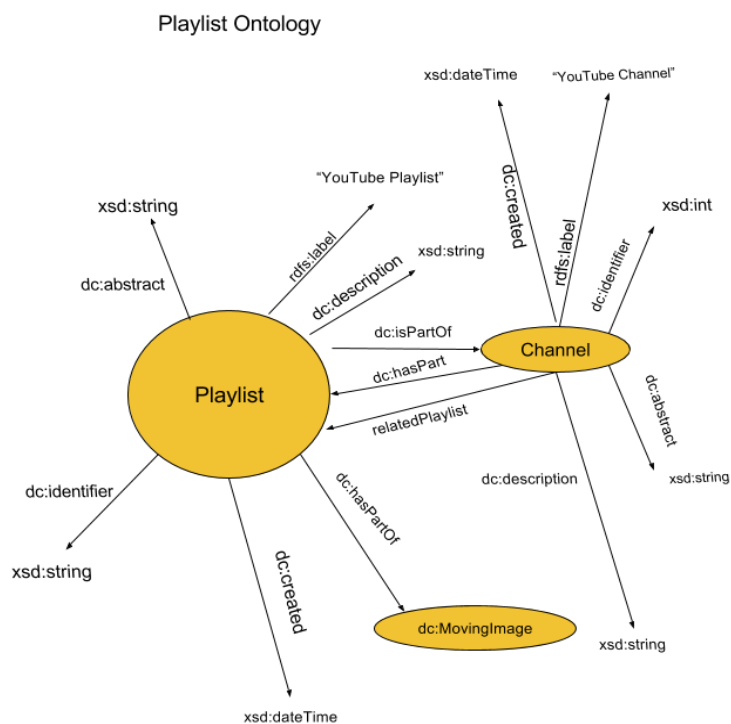 Playlist Ontology
xsd:dateTime
“YouTube Channel”
“YouTube Playlist”
xsd:string
dc:created
rdfs:label
xsd:int
rdfs:label
xsd:string
dc:description
dc:identifier
dc:abstract
dc:isPartOf
Channel
dc:hasPart
Playlist
relatedPlaylist
dc:abstract
dc:identifier
dc:hasPartOf
dc:description
xsd:string
xsd:string
dc:created
dc:MovingImage
xsd:string
xsd:dateTime